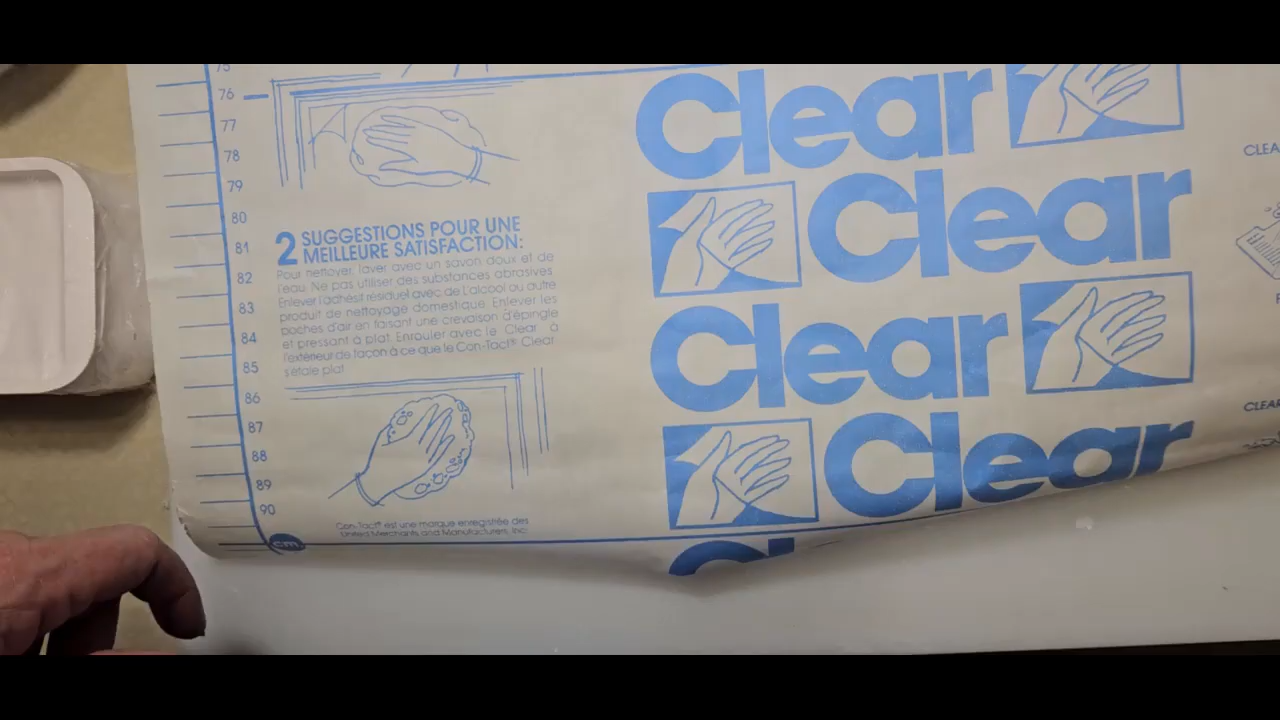 75
76
77
78
79
80
81
82
83
84
85
86
87
88
89
90
cm
2 SUGGESTIONS POUR UNE
MEILLEURE SATISFACTION:
Pour nettoyer, laver avec un savon doux et de
l'eau. Ne pas utiliser des substances abrasives.
Enlever l'adhésif résiduel avec de L'alcool ou autre
produit de nettoyage domestique. Enlever les
poches d'air en faisant une crevaison d'épingle
et pressant à plat. Enrouler avec le Clear à
l'extérieur de façon à ce que le Con-Tact® Clear
s'étale plat.
Con-Tact® est une marque enregistrée des
United Merchants and Manufacturers, Inc.
Clear
Clear
Clear
Clear
CLEA
CLEAR